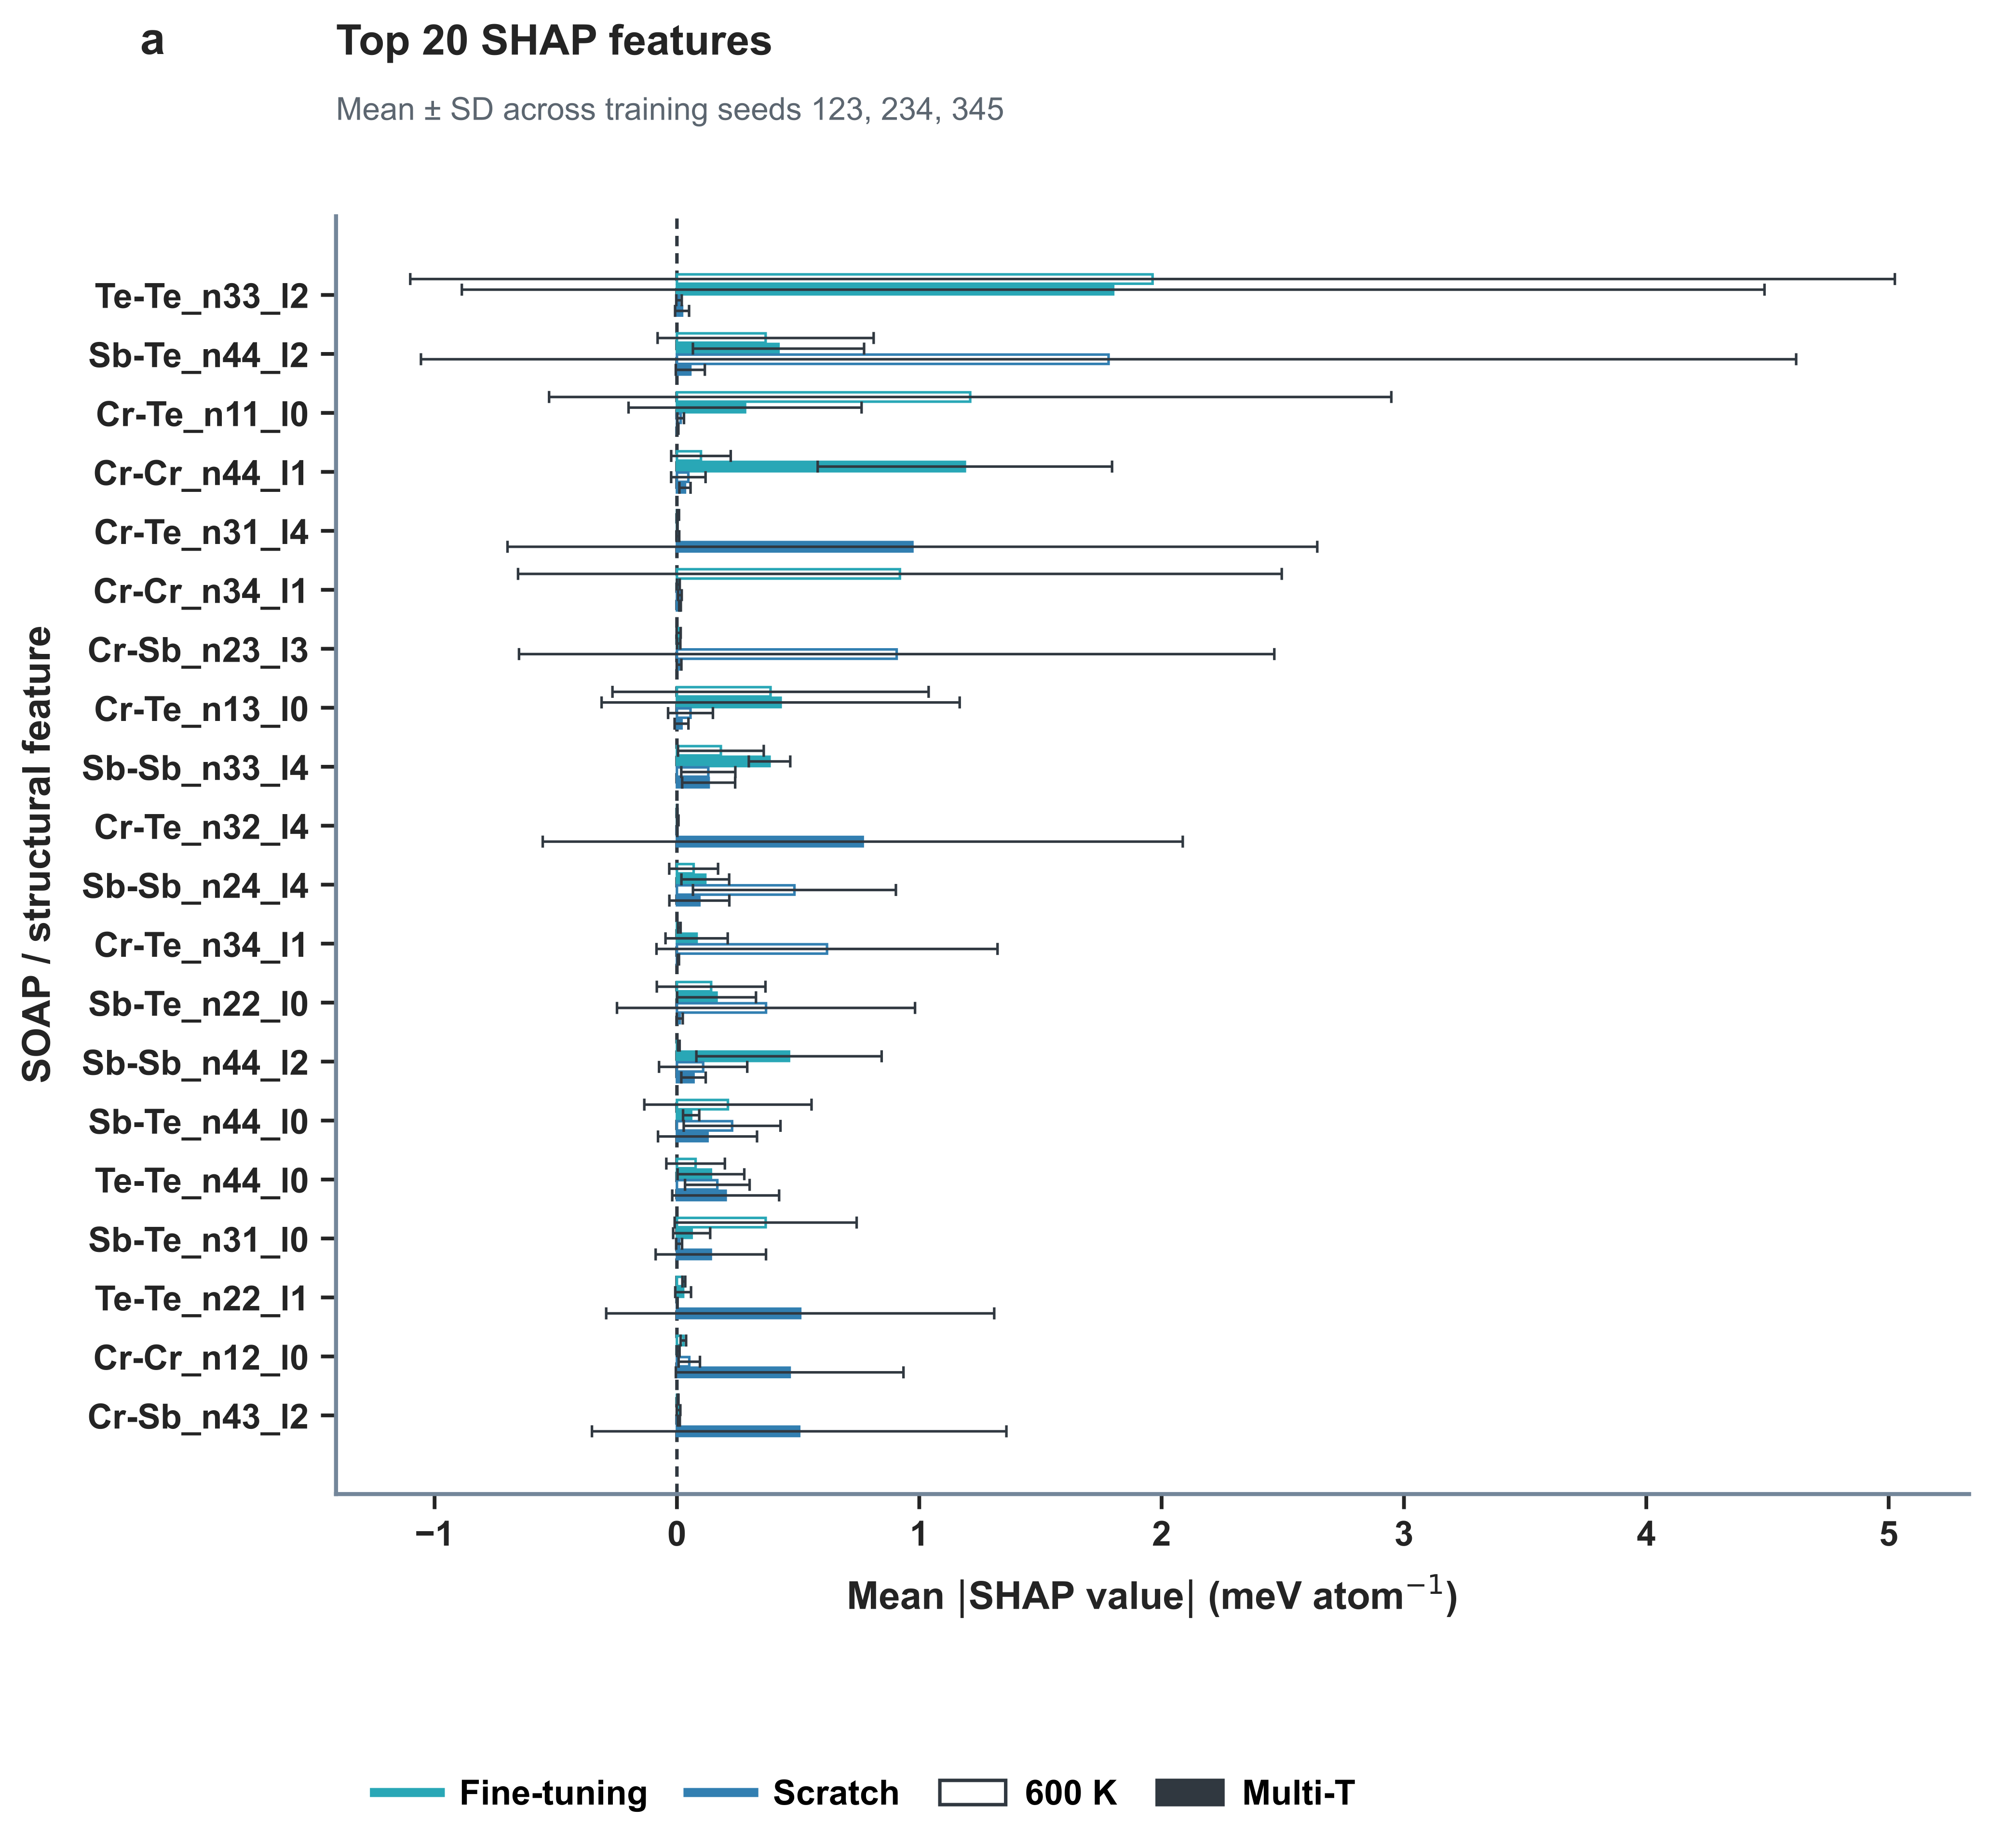 a
Top 20 SHAP features
Mean ± SD across training seeds 123, 234, 345
SOAP / structural feature
Te-Te_n33_l2
Sb-Te_n44_l2
Cr-Te_n11_l0
Cr-Cr_n44_l1
Cr-Te_n31_l4
Cr-Cr_n34_l1
Cr-Sb_n23_l3
Cr-Te_n13_l0
Sb-Sb_n33_l4
Cr-Te_n32_l4
Sb-Sb_n24_l4
Cr-Te_n34_l1
Sb-Te_n22_l0
Sb-Sb_n44_l2
Sb-Te_n44_l0
Te-Te_n44_l0
Sb-Te_n31_l0
Te-Te_n22_l1
Cr-Cr_n12_l0
Cr-Sb_n43_l2
−1 0 1 2 3 4 5
Mean |SHAP value| (meV atom⁻¹)
Fine-tuning Scratch 600 K Multi-T